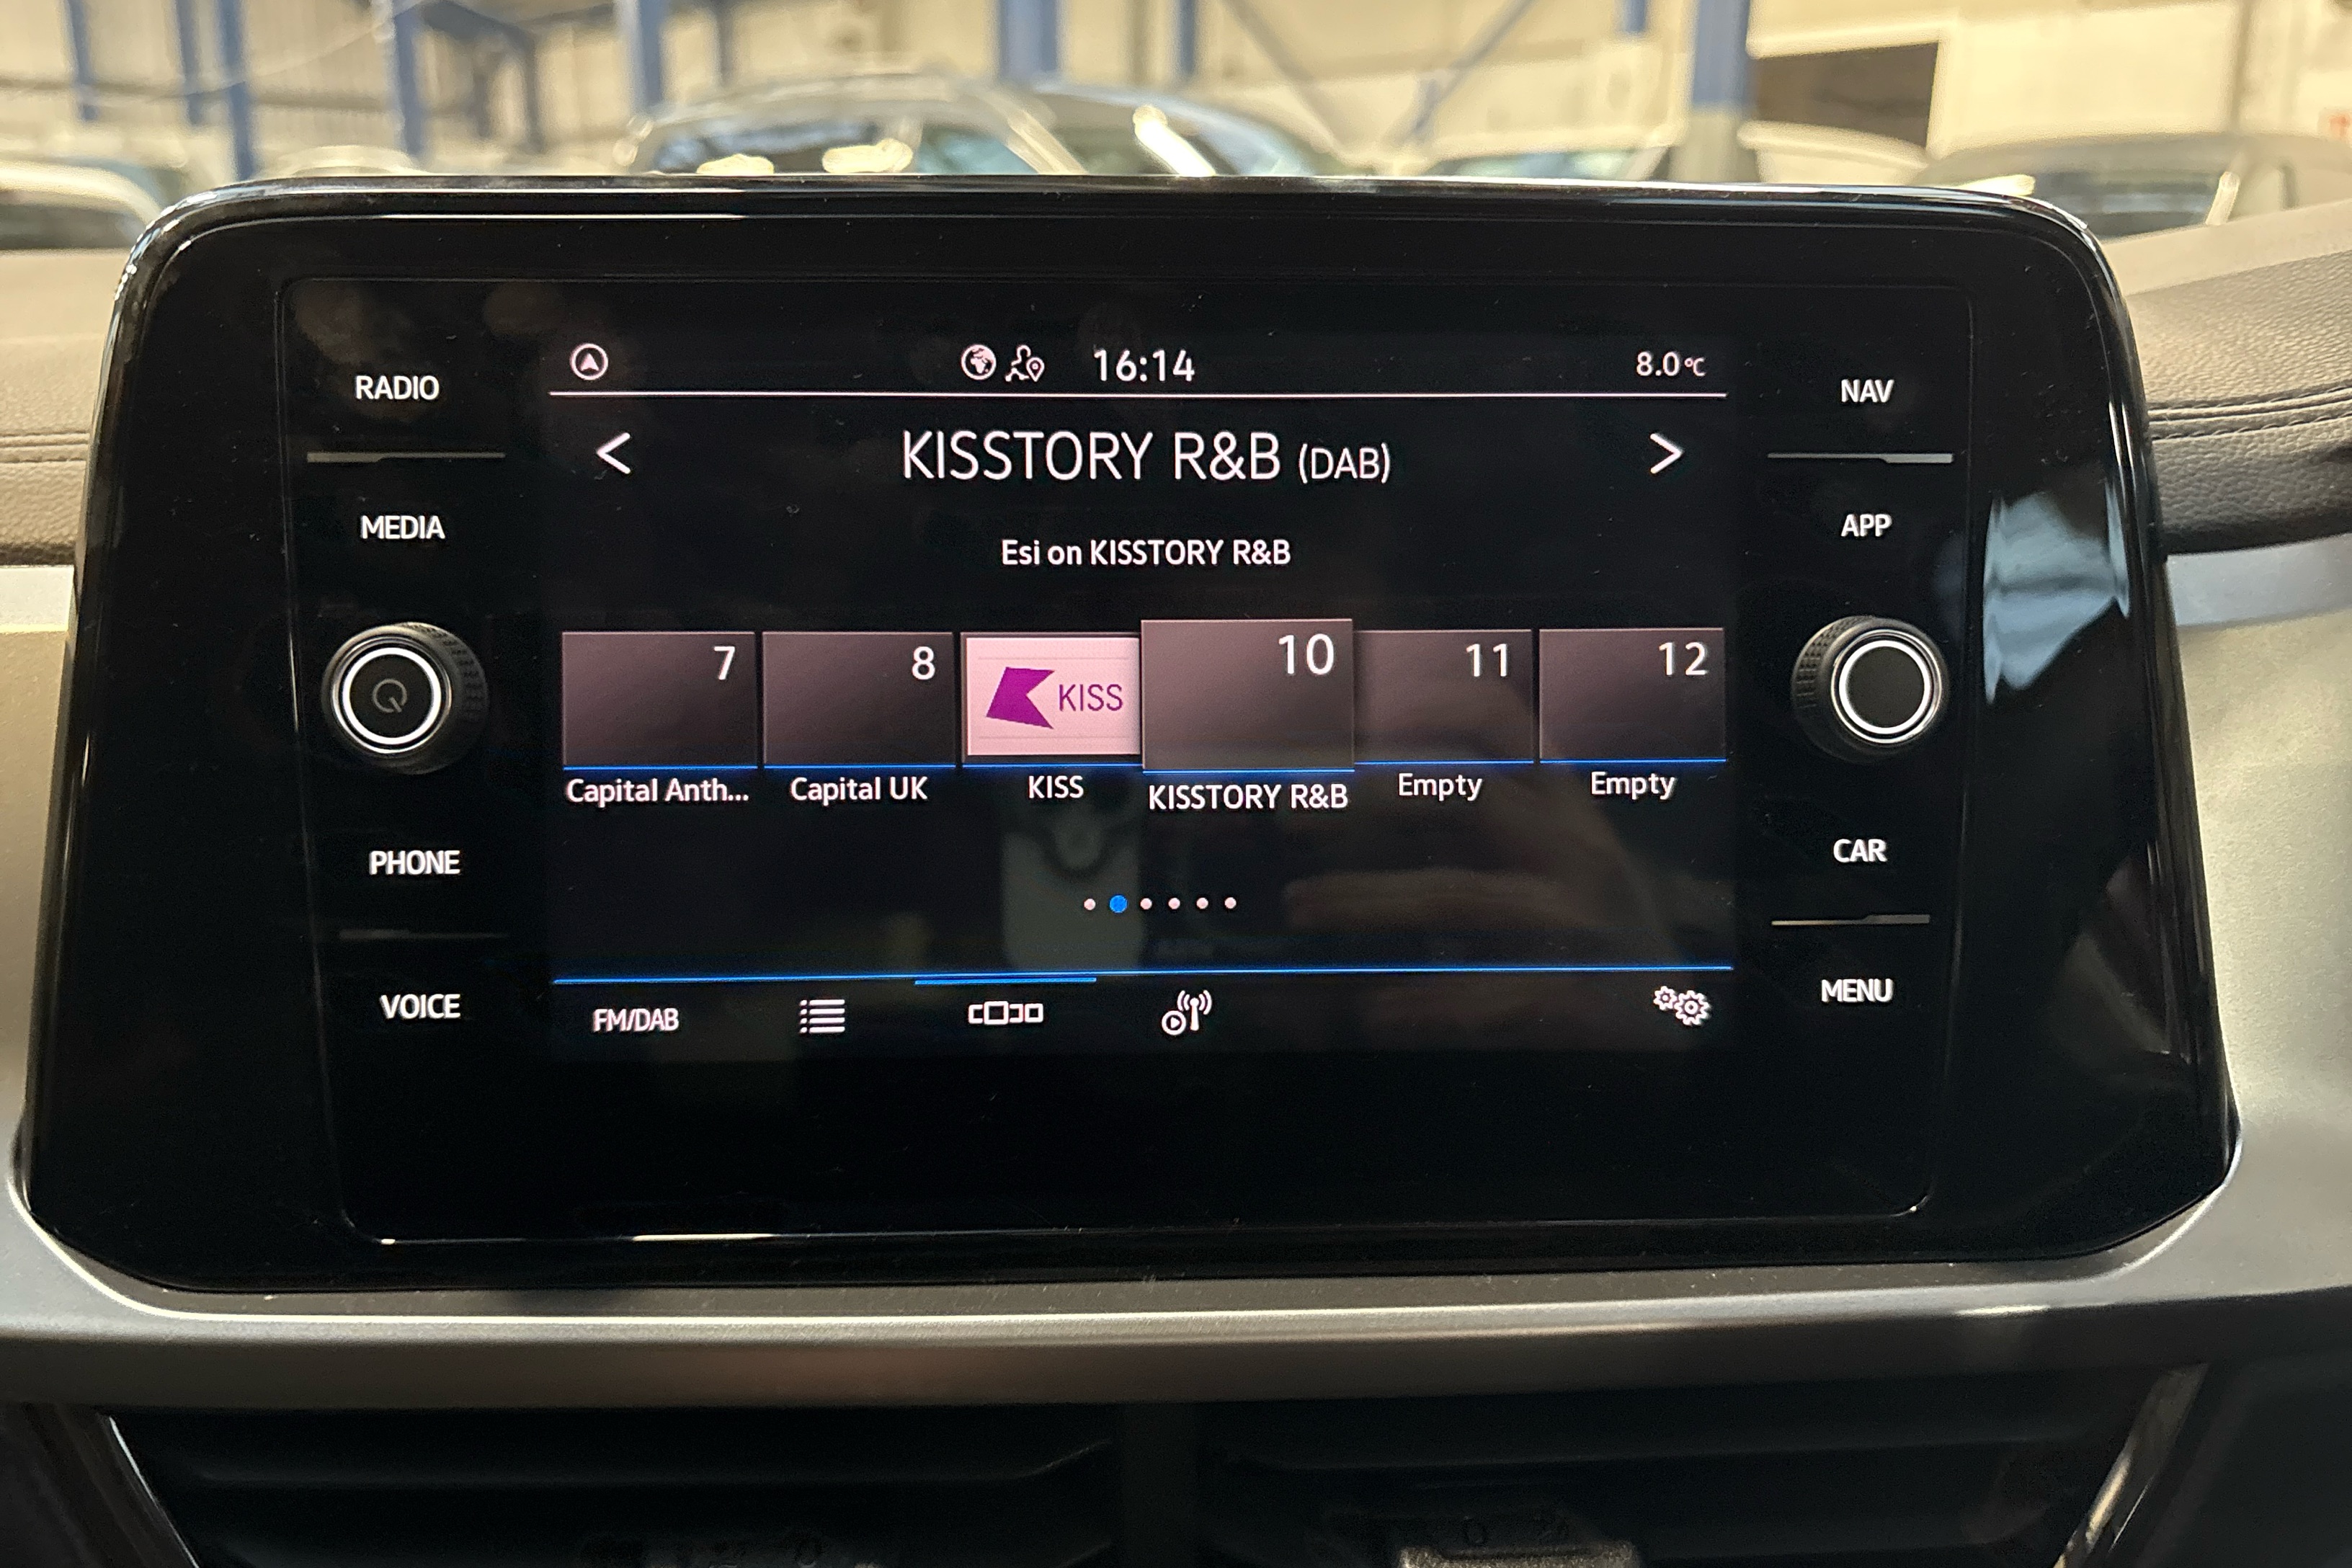 RADIO
MEDIA
PHONE
VOICE
16:14
8.0°C
< KISSTORY R&B (DAB) >
Esi on KISSTORY R&B
7
8
KISS
10
11
12
Capital Anth...
Capital UK
KISS
KISSTORY R&B
Empty
Empty
FM/DAB
NAV
APP
CAR
MENU